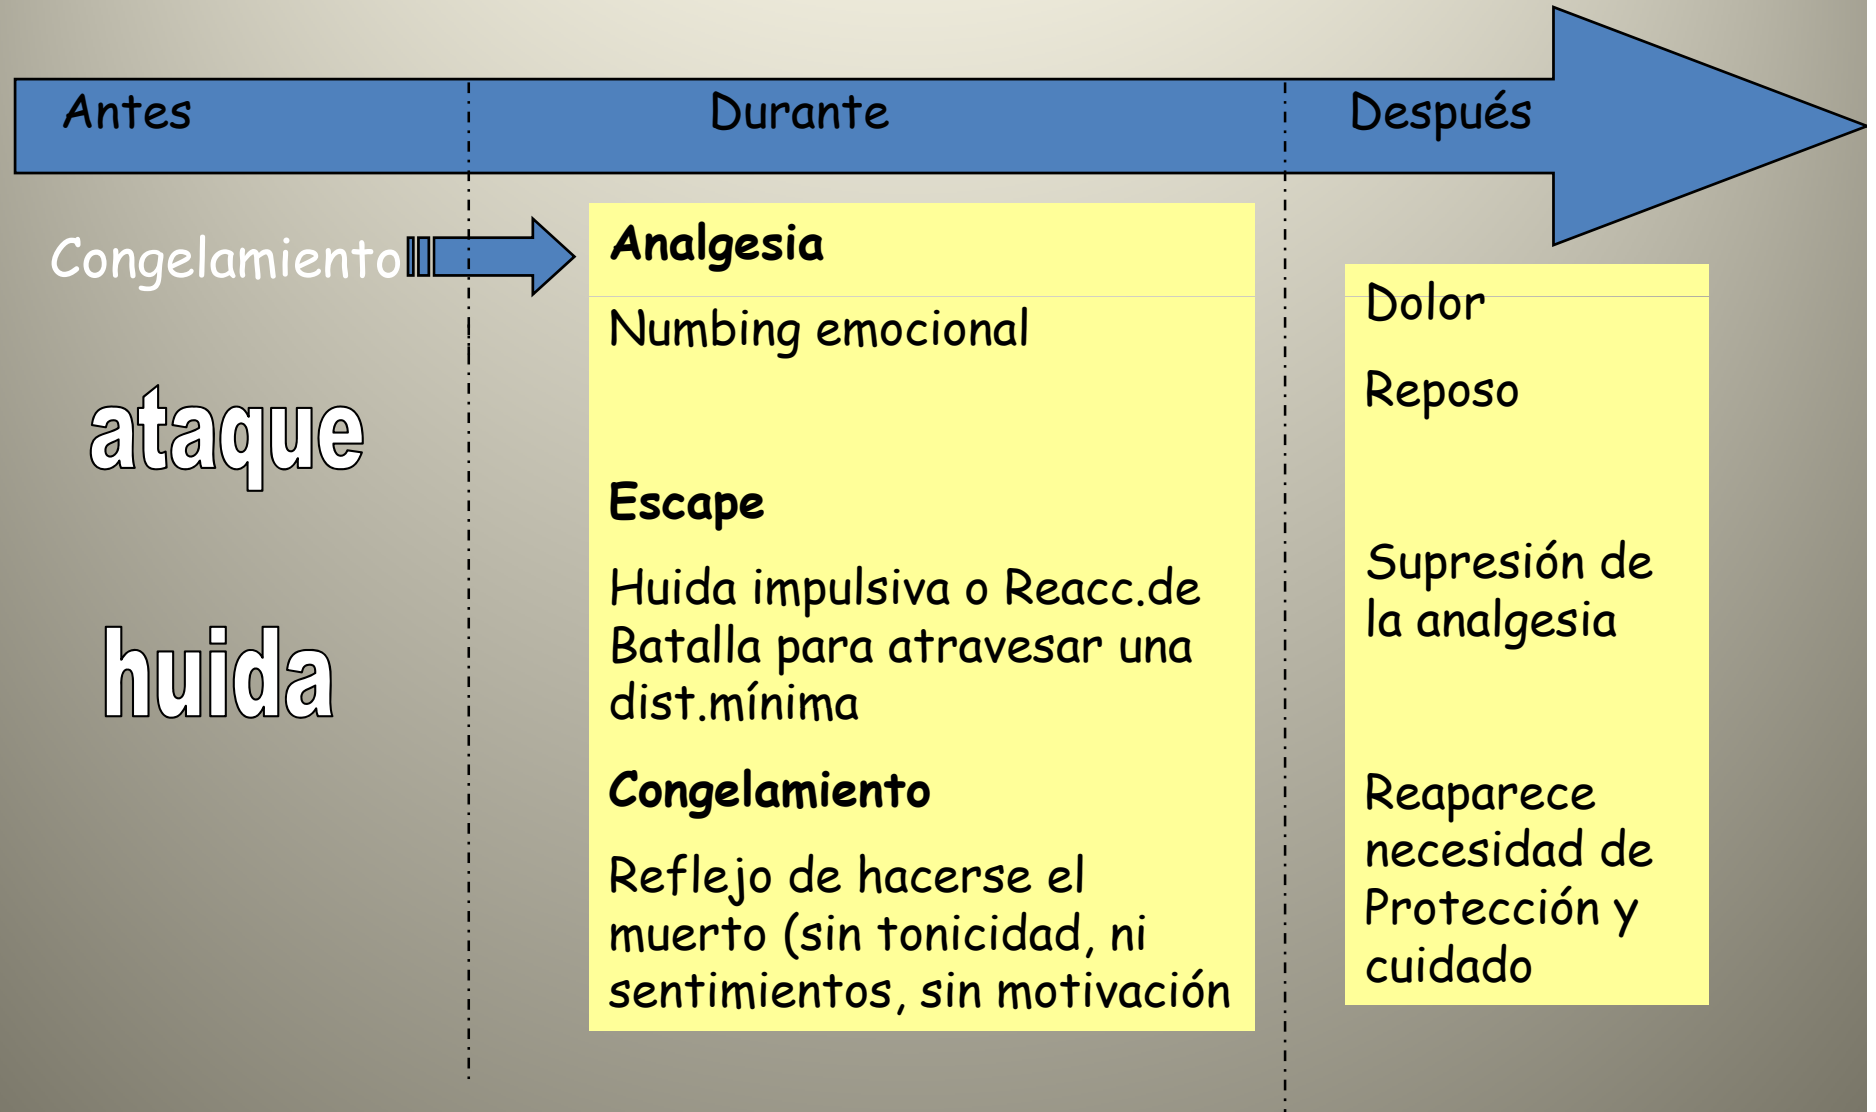 Antes
Durante
Después
Congelamiento
ataque
huida
Analgesia
Numbing emocional
Escape
Huida impulsiva o Reacc.de
Batalla para atravesar una
dist.mínima
Congelamiento
Reflejo de hacerse el
muerto (sin tonicidad, ni
sentimientos, sin motivación
Dolor
Reposo
Supresión de
la analgesia
Reaparece
necesidad de
Protección y
cuidado